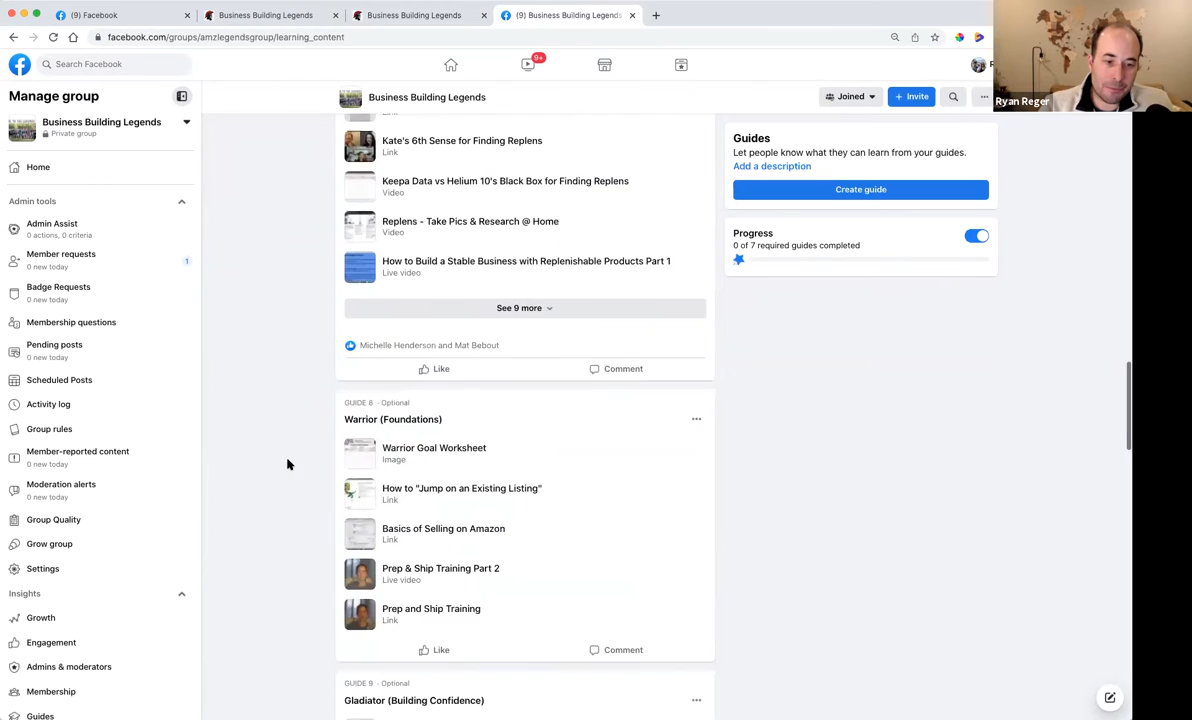 (9) Facebook
Business Building Legends
Business Building Legends
(9) Business Building Legends
facebook.com/groups/amzlegendsgroup/learning_content
Search Facebook
9+
Ryan Reger
Manage group
Business Building Legends
Private group
Home
Admin tools
Admin Assist
0 actions, 0 criteria
Member requests
0 new today
1
Badge Requests
0 new today
Membership questions
Pending posts
0 new today
Scheduled Posts
Activity log
Group rules
Member-reported content
0 new today
Moderation alerts
0 new today
Group Quality
Grow group
Settings
Insights
Growth
Engagement
Admins & moderators
Membership
Guides
Business Building Legends
Joined
+ Invite
Link
Kate's 6th Sense for Finding Replens
Link
Keepa Data vs Helium 10's Black Box for Finding Replens
Video
Replens - Take Pics & Research @ Home
Video
How to Build a Stable Business with Replenishable Products Part 1
Live video
See 9 more
Michelle Henderson and Mat Bebout
Like
Comment
GUIDE 8 · Optional
Warrior (Foundations)
Warrior Goal Worksheet
Image
How to "Jump on an Existing Listing"
Link
Basics of Selling on Amazon
Link
Prep & Ship Training Part 2
Live video
Prep and Ship Training
Link
Like
Comment
GUIDE 9 · Optional
Gladiator (Building Confidence)
Guides
Let people know what they can learn from your guides.
Add a description
Create guide
Progress
0 of 7 required guides completed